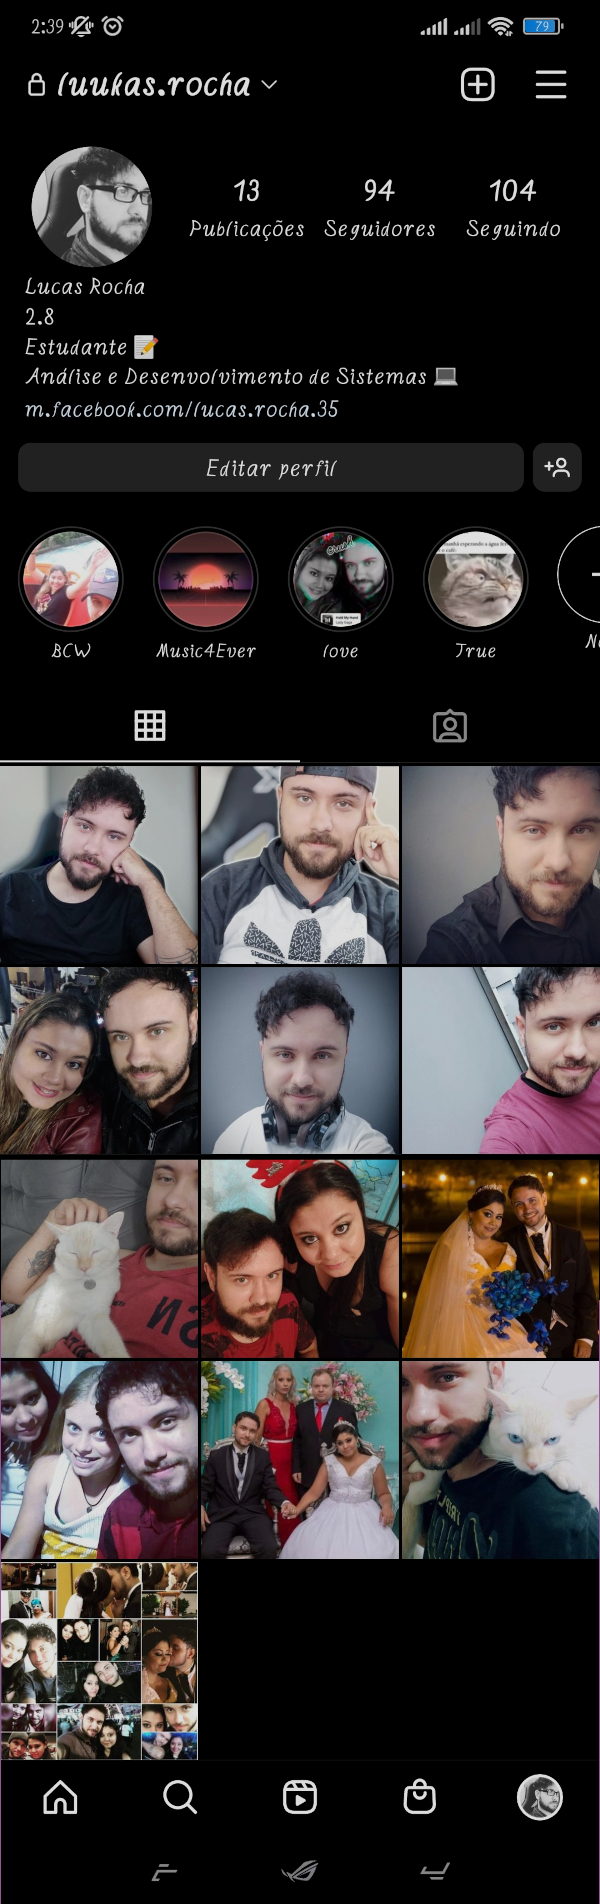 2:39
79
luukas.rocha
13
94
104
Publicações
Seguidores
Seguindo
Lucas Rocha
2.8
Estudante 📝
Análise e Desenvolvimento de Sistemas 💻
m.facebook.com/lucas.rocha.35
Editar perfil
BCW
Music4Ever
love
True